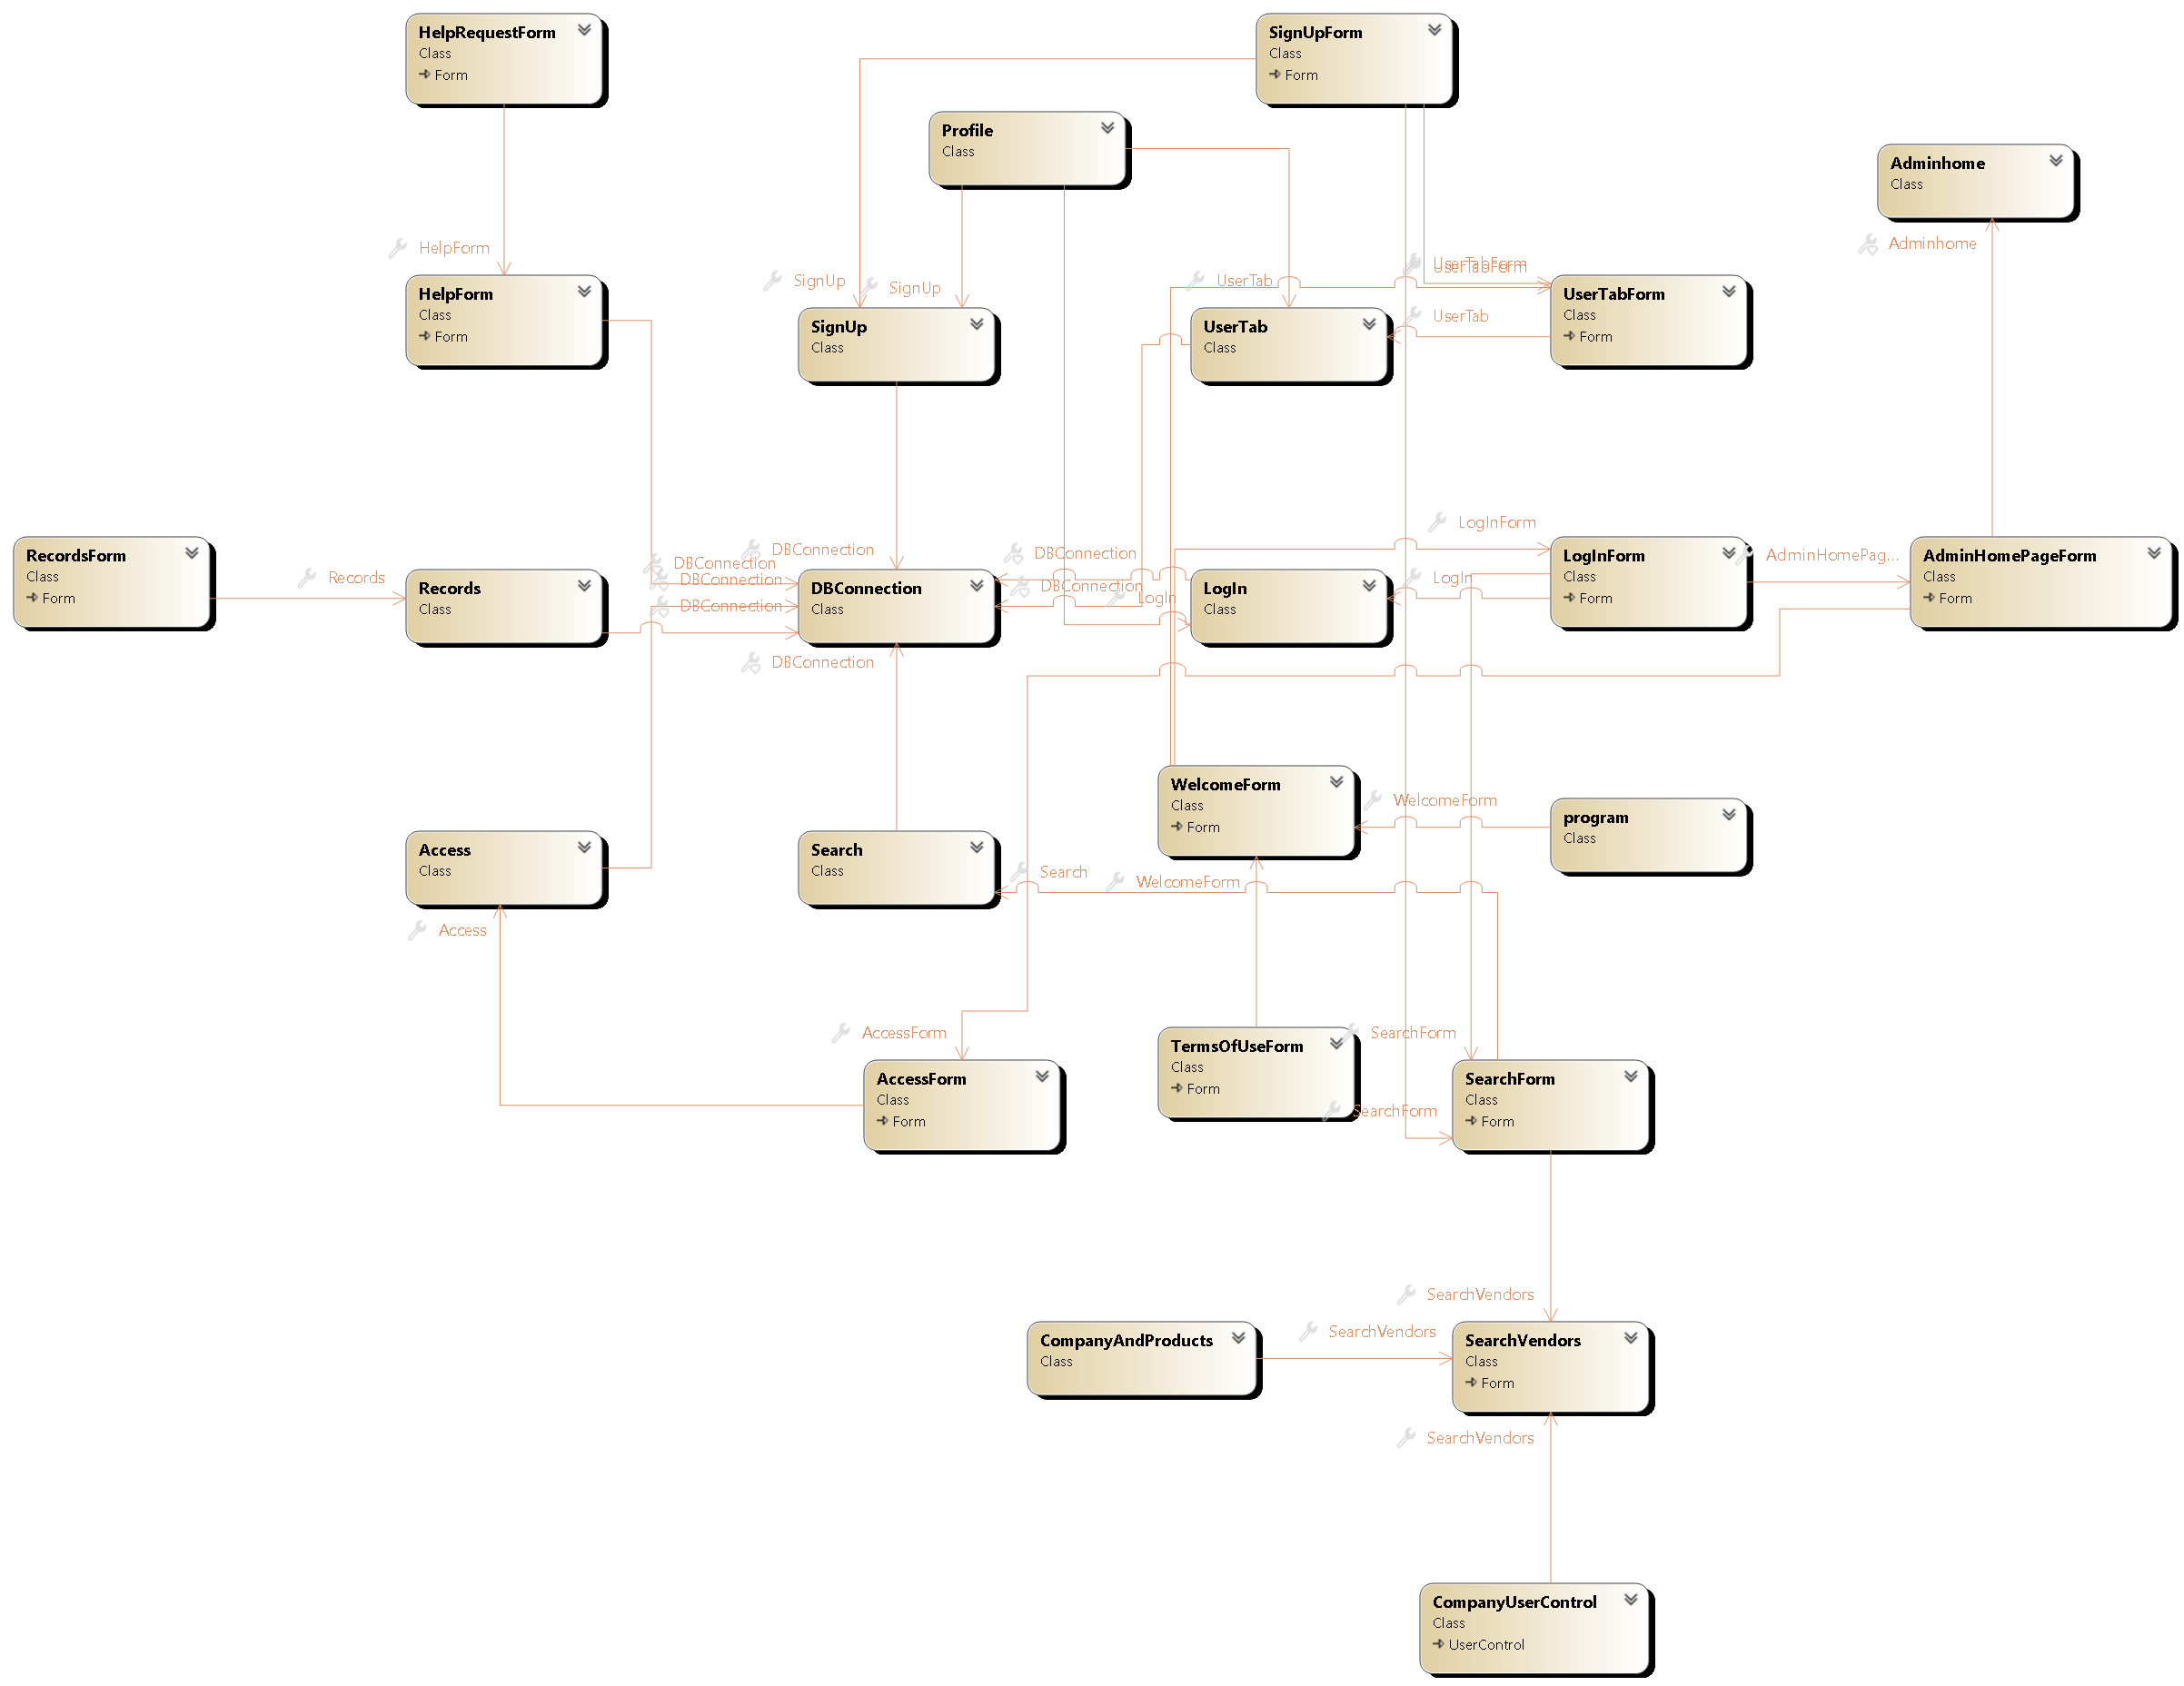 HelpRequestForm
Class
Form
SignUpForm
Class
Form
Profile
Class
Adminhome
Class
Adminhome
HelpForm
SignUp
SignUp
UserTab
UserTabForm
UserTabForm
HelpForm
Class
Form
SignUp
Class
UserTab
Class
UserTab
UserTabForm
Class
Form
RecordsForm
Class
Form
Records
Records
Class
DBConnection
DBConnection
DBConnection
DBConnection
DBConnection
Class
DBConnection
DBConnection
DBConnection
LogIn
LogIn
Class
LogInForm
LogIn
LogInForm
Class
Form
AdminHomePag...
AdminHomePageForm
Class
Form
WelcomeForm
Class
Form
WelcomeForm
program
Class
Access
Class
Access
Search
Class
Search
WelcomeForm
AccessForm
AccessForm
Class
Form
TermsOfUseForm
Class
Form
SearchForm
SearchForm
SearchForm
Class
Form
SearchVendors
CompanyAndProducts
Class
SearchVendors
SearchVendors
Class
Form
SearchVendors
CompanyUserControl
Class
UserControl